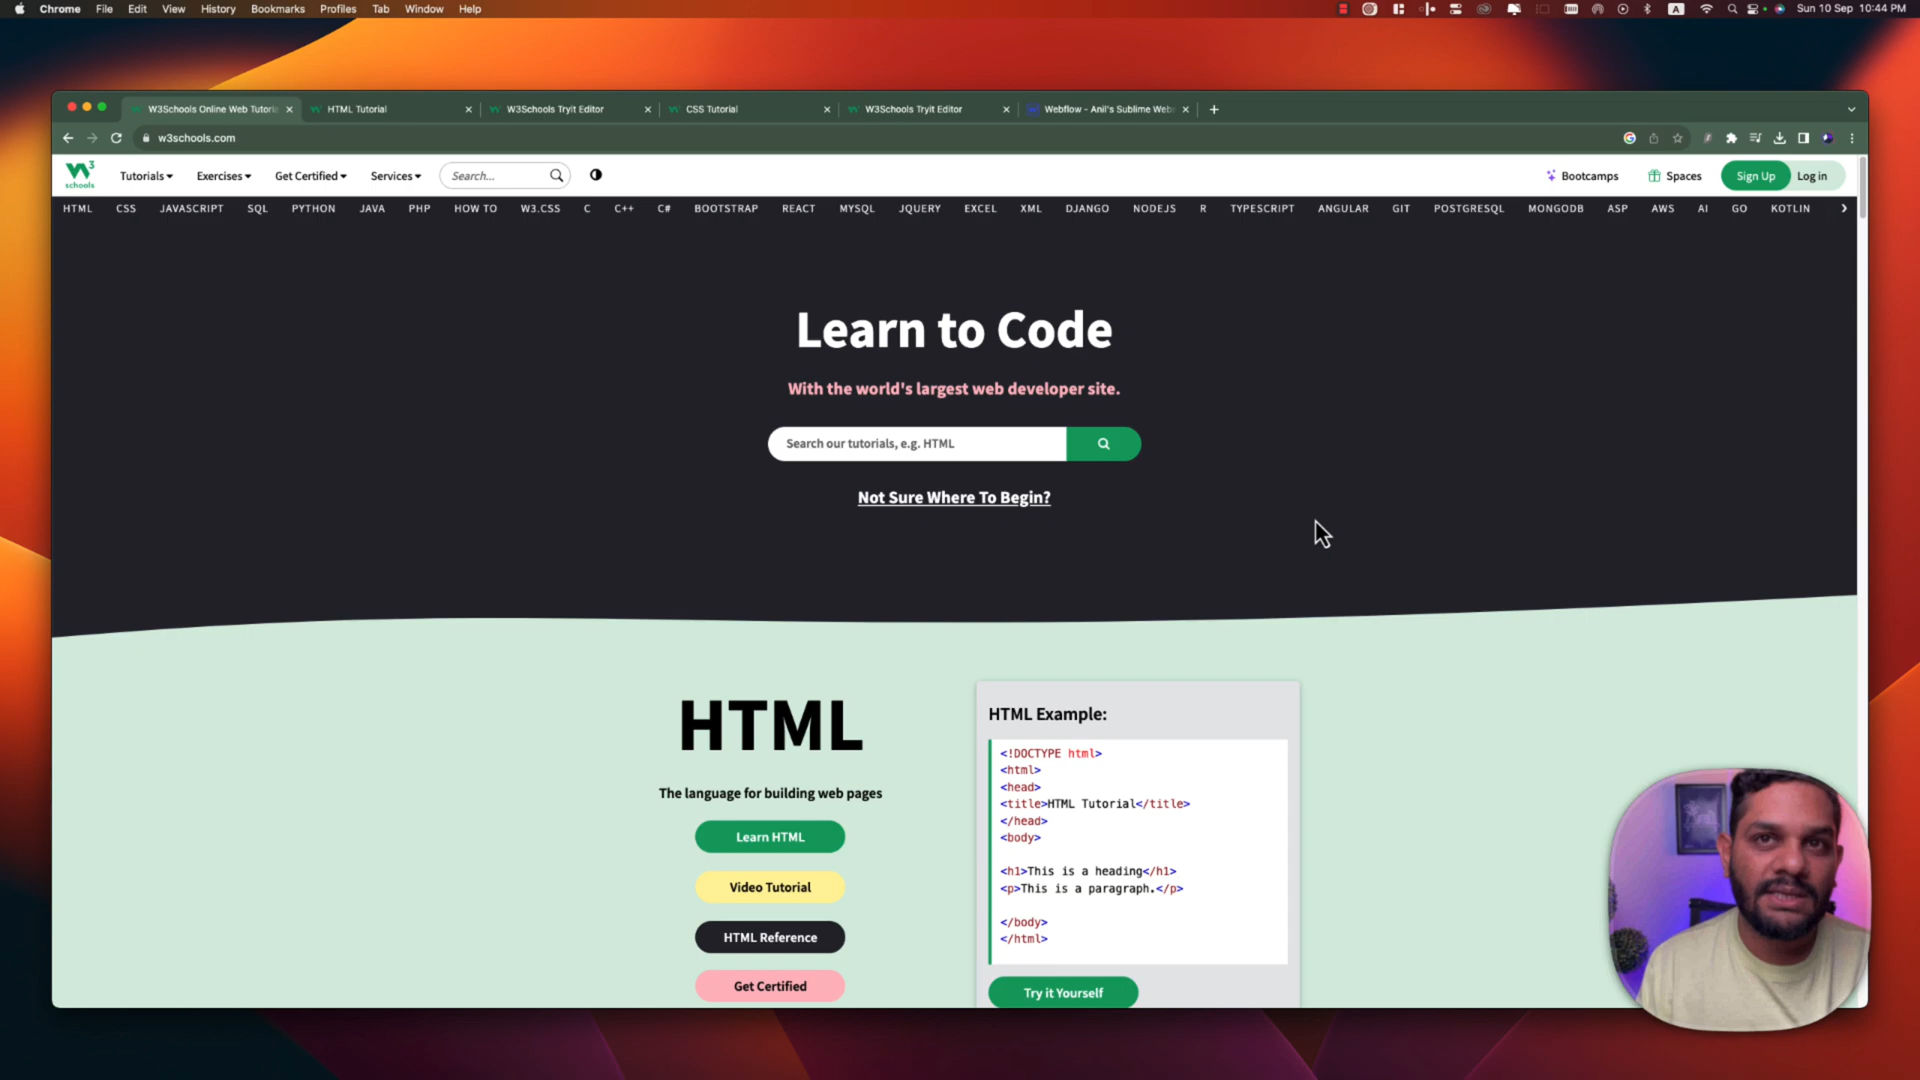 Chrome File Edit View History Bookmarks Profiles Tab Window Help
A Sun 10 Sep 10:44 PM
W3Schools Online Web Tutoria HTML Tutorial W3Schools Tryit Editor CSS Tutorial W3Schools Tryit Editor Webflow - Anil's Sublime Web
w3schools.com
W3 schools Tutorials Exercises Get Certified Services Search... Bootcamps Spaces Sign Up Log in
HTML CSS JAVASCRIPT SQL PYTHON JAVA PHP HOW TO W3.CSS C C++ C# BOOTSTRAP REACT MYSQL JQUERY EXCEL XML DJANGO NODEJS R TYPESCRIPT ANGULAR GIT POSTGRESQL MONGODB ASP AWS AI GO KOTLIN
Learn to Code
With the world's largest web developer site.
Search our tutorials, e.g. HTML
Not Sure Where To Begin?
HTML
The language for building web pages
Learn HTML
Video Tutorial
HTML Reference
Get Certified
HTML Example:
<!DOCTYPE html>
<html>
<head>
<title>HTML Tutorial</title>
</head>
<body>
<h1>This is a heading</h1>
<p>This is a paragraph.</p>
</body>
</html>
Try it Yourself